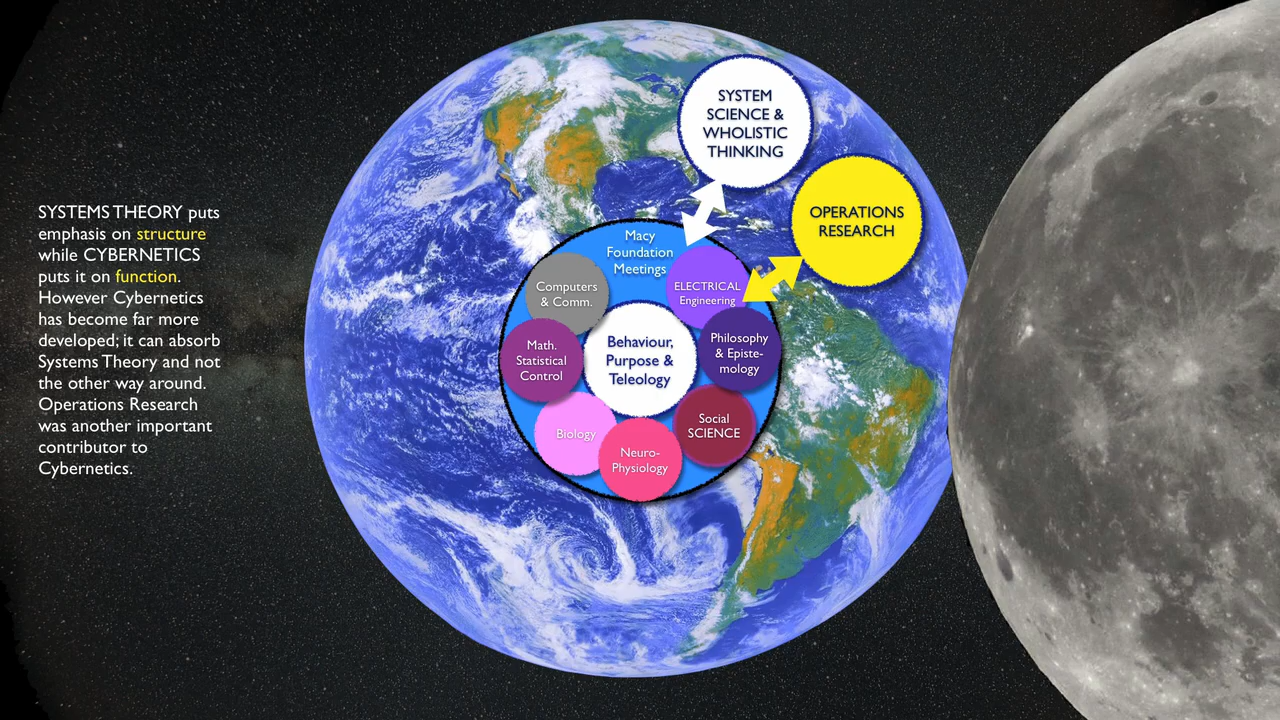 SYSTEMS THEORY puts
emphasis on structure
while CYBERNETICS
puts it on function.
However Cybernetics
has become far more
developed; it can absorb
Systems Theory and not
the other way around.
Operations Research
was another important
contributor to
Cybernetics.
SYSTEM
SCIENCE &
WHOLISTIC
THINKING
OPERATIONS
RESEARCH
Macy
Foundation
Meetings
Computers
& Comm.
ELECTRICAL
Engineering
Math.
Statistical
Control
Behaviour,
Purpose &
Teleology
Philosophy
& Episte-
mology
Biology
Social
SCIENCE
Neuro-
Physiology